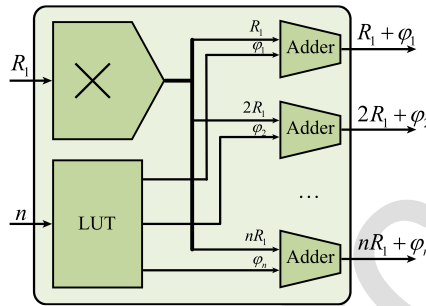 R₁
n
LUT
R₁
φ₁
2R₁
φ₂
nR₁
φₙ
Adder
Adder
...
Adder
R₁ + φ₁
2R₁ + φ₂
nR₁ + φₙ